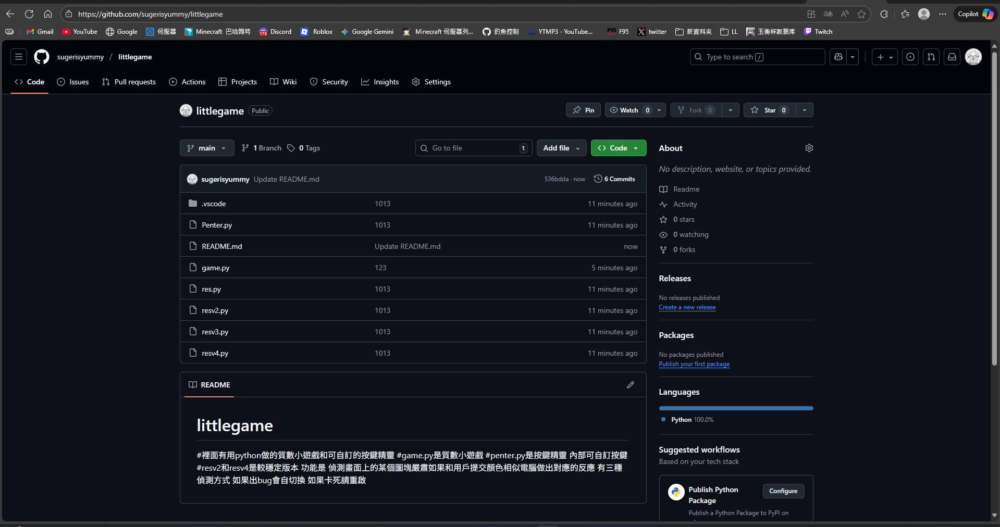 https://github.com/sugerisyummy/littlegame
Copilot
Gmail YouTube Google 伺服器 Minecraft 巴哈姆特 Discord Roblox Google Gemini Minecraft 伺服器列... 釣魚控制 YTMP3 - YouTube... F95 twitter 新資料夾 LL 玉衡杯数据库 Twitch
sugerisyummy / littlegame
Type to search /
Code Issues Pull requests Actions Projects Wiki Security Insights Settings
littlegame Public
Pin Watch 0 Fork 0 Star 0
main 1 Branch 0 Tags Go to file t Add file Code
sugerisyummy Update README.md 536bdda · now 6 Commits
.vscode 1013 11 minutes ago
Penter.py 1013 11 minutes ago
README.md Update README.md now
game.py 123 5 minutes ago
res.py 1013 11 minutes ago
resv2.py 1013 11 minutes ago
resv3.py 1013 11 minutes ago
resv4.py 1013 11 minutes ago
README
littlegame
#裡面有用python做的質數小遊戲和可自訂的按鍵精靈 #game.py是質數小遊戲 #penter.py是按鍵精靈 內部可自訂按鍵
#resv2和resv4是較穩定版本 功能是 偵測畫面上的某個圖塊嚴肅如果和用戶提交顏色相似電腦做出對應的反應 有三種
偵測方式 如果出bug會自切換 如果卡死請重啟
About
No description, website, or topics provided.
Readme
Activity
0 stars
0 watching
0 forks
Releases
No releases published
Create a new release
Packages
No packages published
Publish your first package
Languages
Python 100.0%
Suggested workflows
Based on your tech stack
Publish Python
Package
Configure
Publish a Python Package to PyPI on